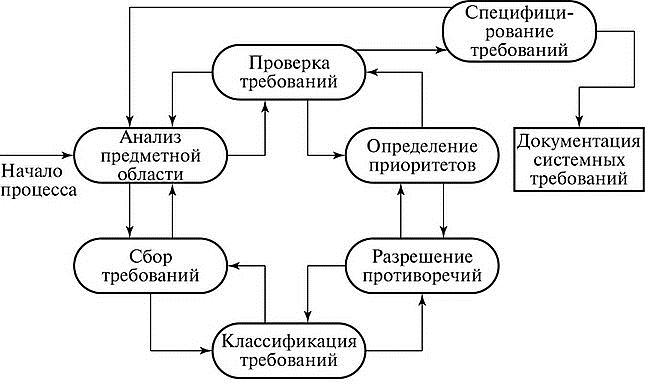 Специфици-
рование
требований
Проверка
требований
Анализ
предметной
области
Определение
приоритетов
Документация
системных
требований
Начало
процесса
Сбор
требований
Разрешение
противоречий
Классификация
требований